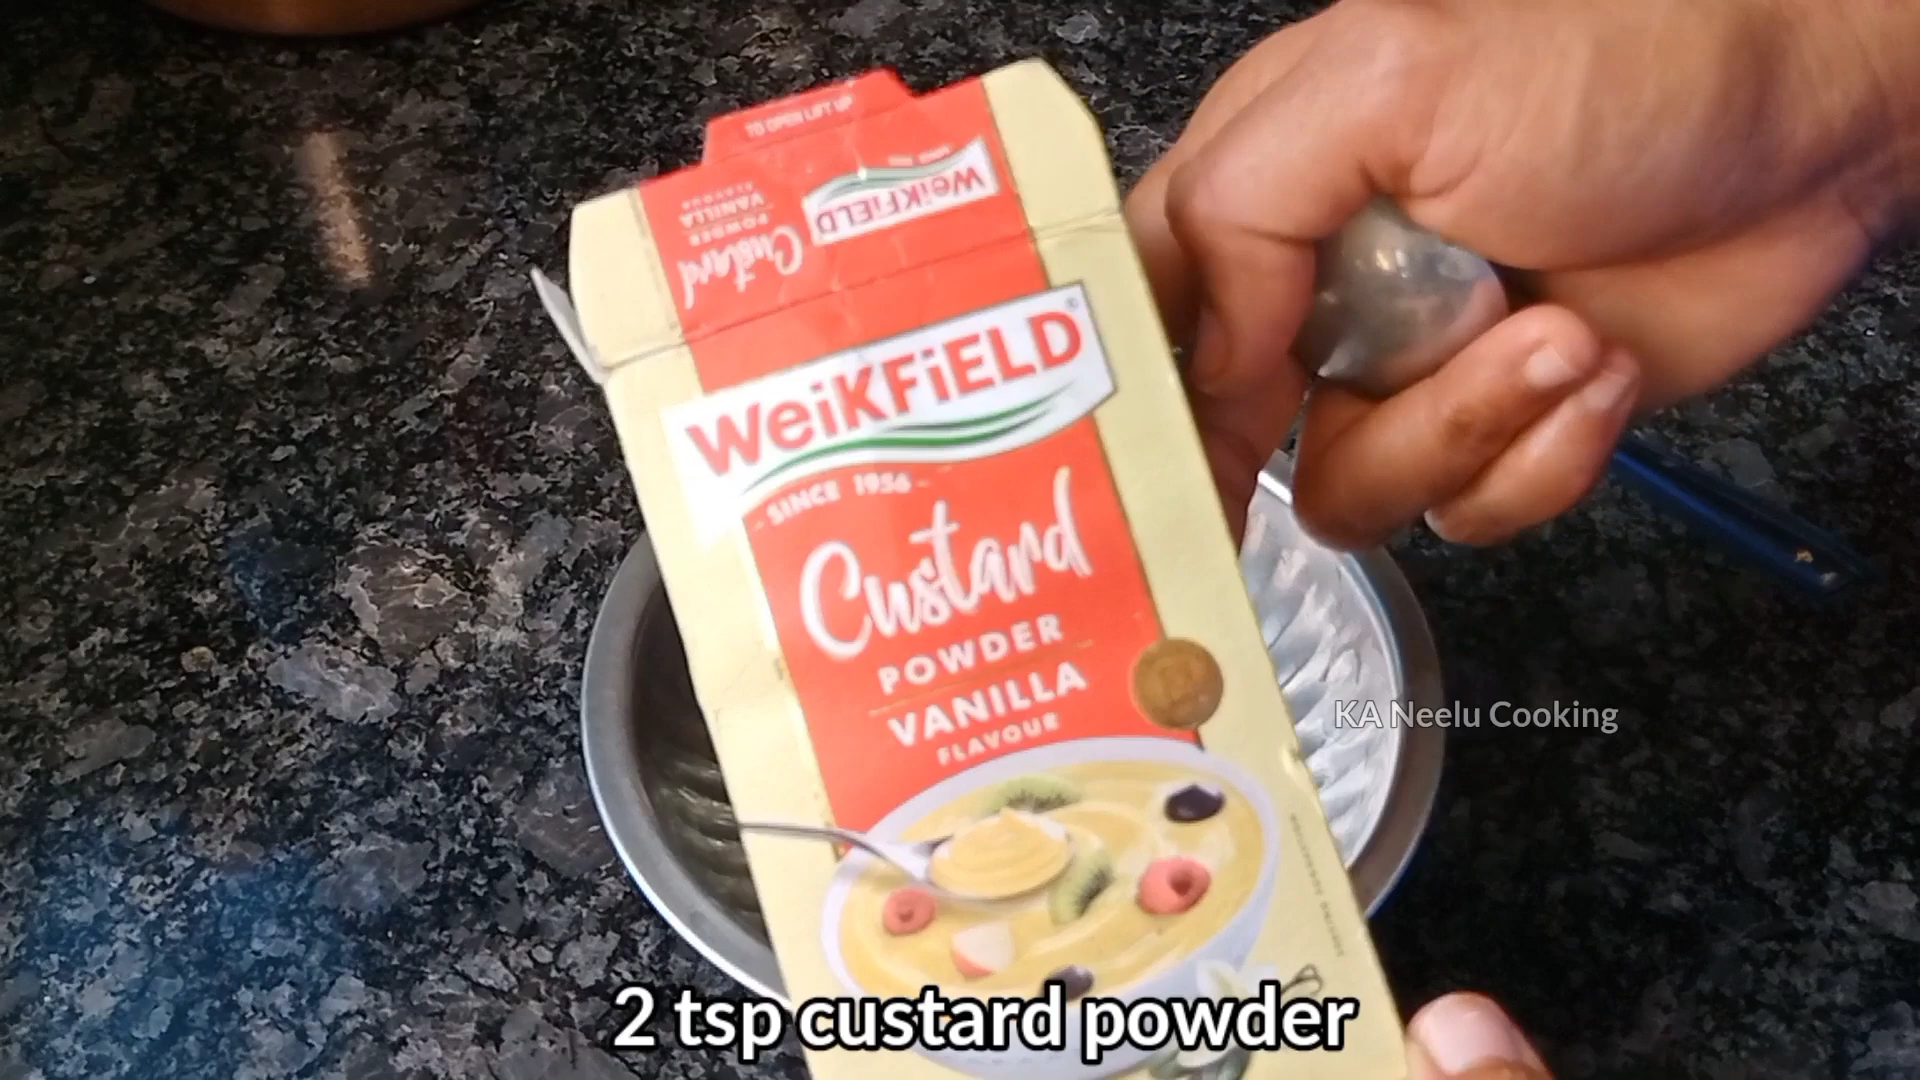 TO OPEN LIFT UP
WEIKFIELD
Custard
POWDER
VANILLA
FLAVOUR
WEIKFIELD®
- SINCE 1956 -
Custard
POWDER
VANILLA
FLAVOUR
KA Neelu Cooking
2 tsp custard powder